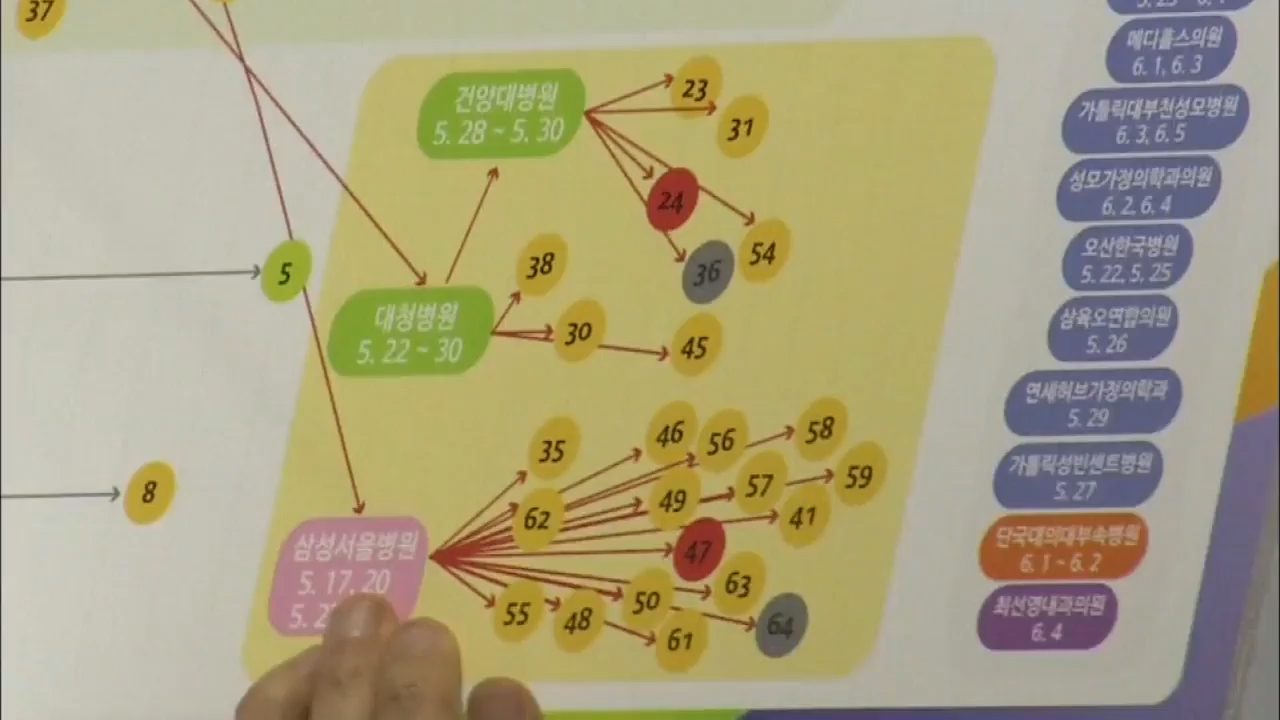 37
건양대병원
5. 28 ~ 5. 30
23
31
24
54
36
5
대청병원
5. 22 ~ 30
38
30
45
8
삼성서울병원
5. 17, 20
35
46
56
58
62
49
57
59
41
47
55
48
50
63
61
64
메디홀스의원
6. 1, 6. 3
가톨릭대부천성모병원
6. 3, 6. 5
성모가정의학과의원
6. 2, 6. 4
오산한국병원
5. 22, 5. 25
삼육오연합의원
5. 26
연세허브가정의학과
5. 29
가톨릭성빈센트병원
5. 27
단국대의대부속병원
6. 1 ~ 6. 2
최선영내과의원
6. 4